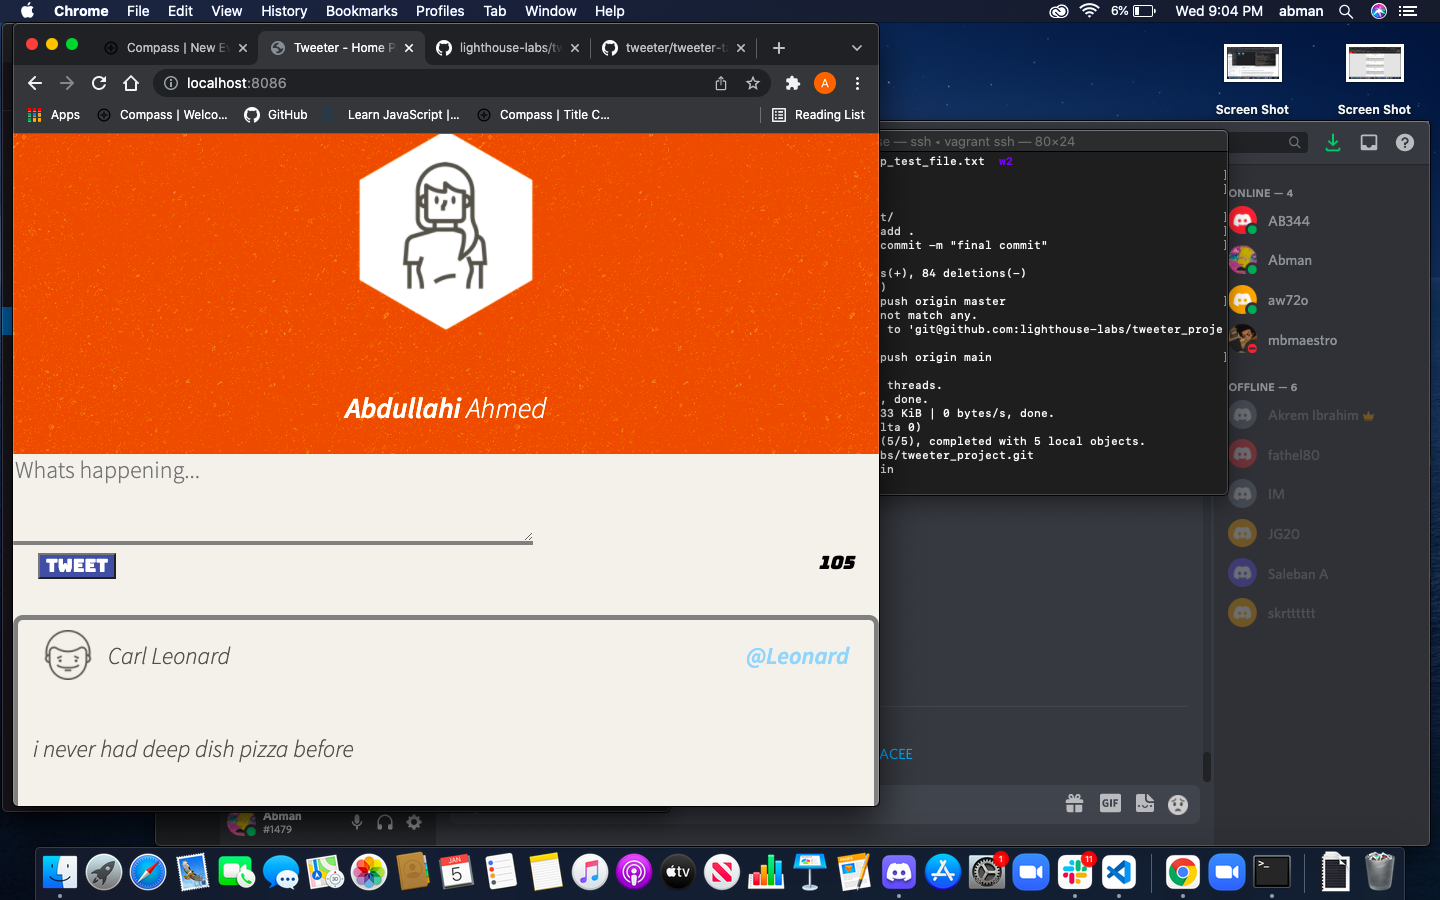 Chrome File Edit View History Bookmarks Profiles Tab Window Help 6% Wed 9:04 PM abman
Compass | New Ev Tweeter - Home P lighthouse-labs/tw tweeter/tweeter-t
localhost:8086 A
Apps Compass | Welco... GitHub Learn JavaScript |... Compass | Title C... Reading List
Abdullahi Ahmed
Whats happening...
TWEET 105
Carl Leonard @Leonard
i never had deep dish pizza before
Screen Shot Screen Shot
se — ssh • vagrant ssh — 80×24
p_test_file.txt w2
t/
add .
commit -m "final commit"
s(+), 84 deletions(-)
)
push origin master
not match any.
to 'git@github.com:lighthouse-labs/tweeter_proje
push origin main
threads.
, done.
33 KiB | 0 bytes/s, done.
lta 0)
(5/5), completed with 5 local objects.
bs/tweeter_project.git
in
ONLINE — 4
AB344
Abman
aw72o
mbmaestro
OFFLINE — 6
Akrem Ibrahim
fathel80
IM
JG20
Saleban A
skrtttttt
ACEE
GIF
Abman
#1479
JAN
5
tv
1
11
>_